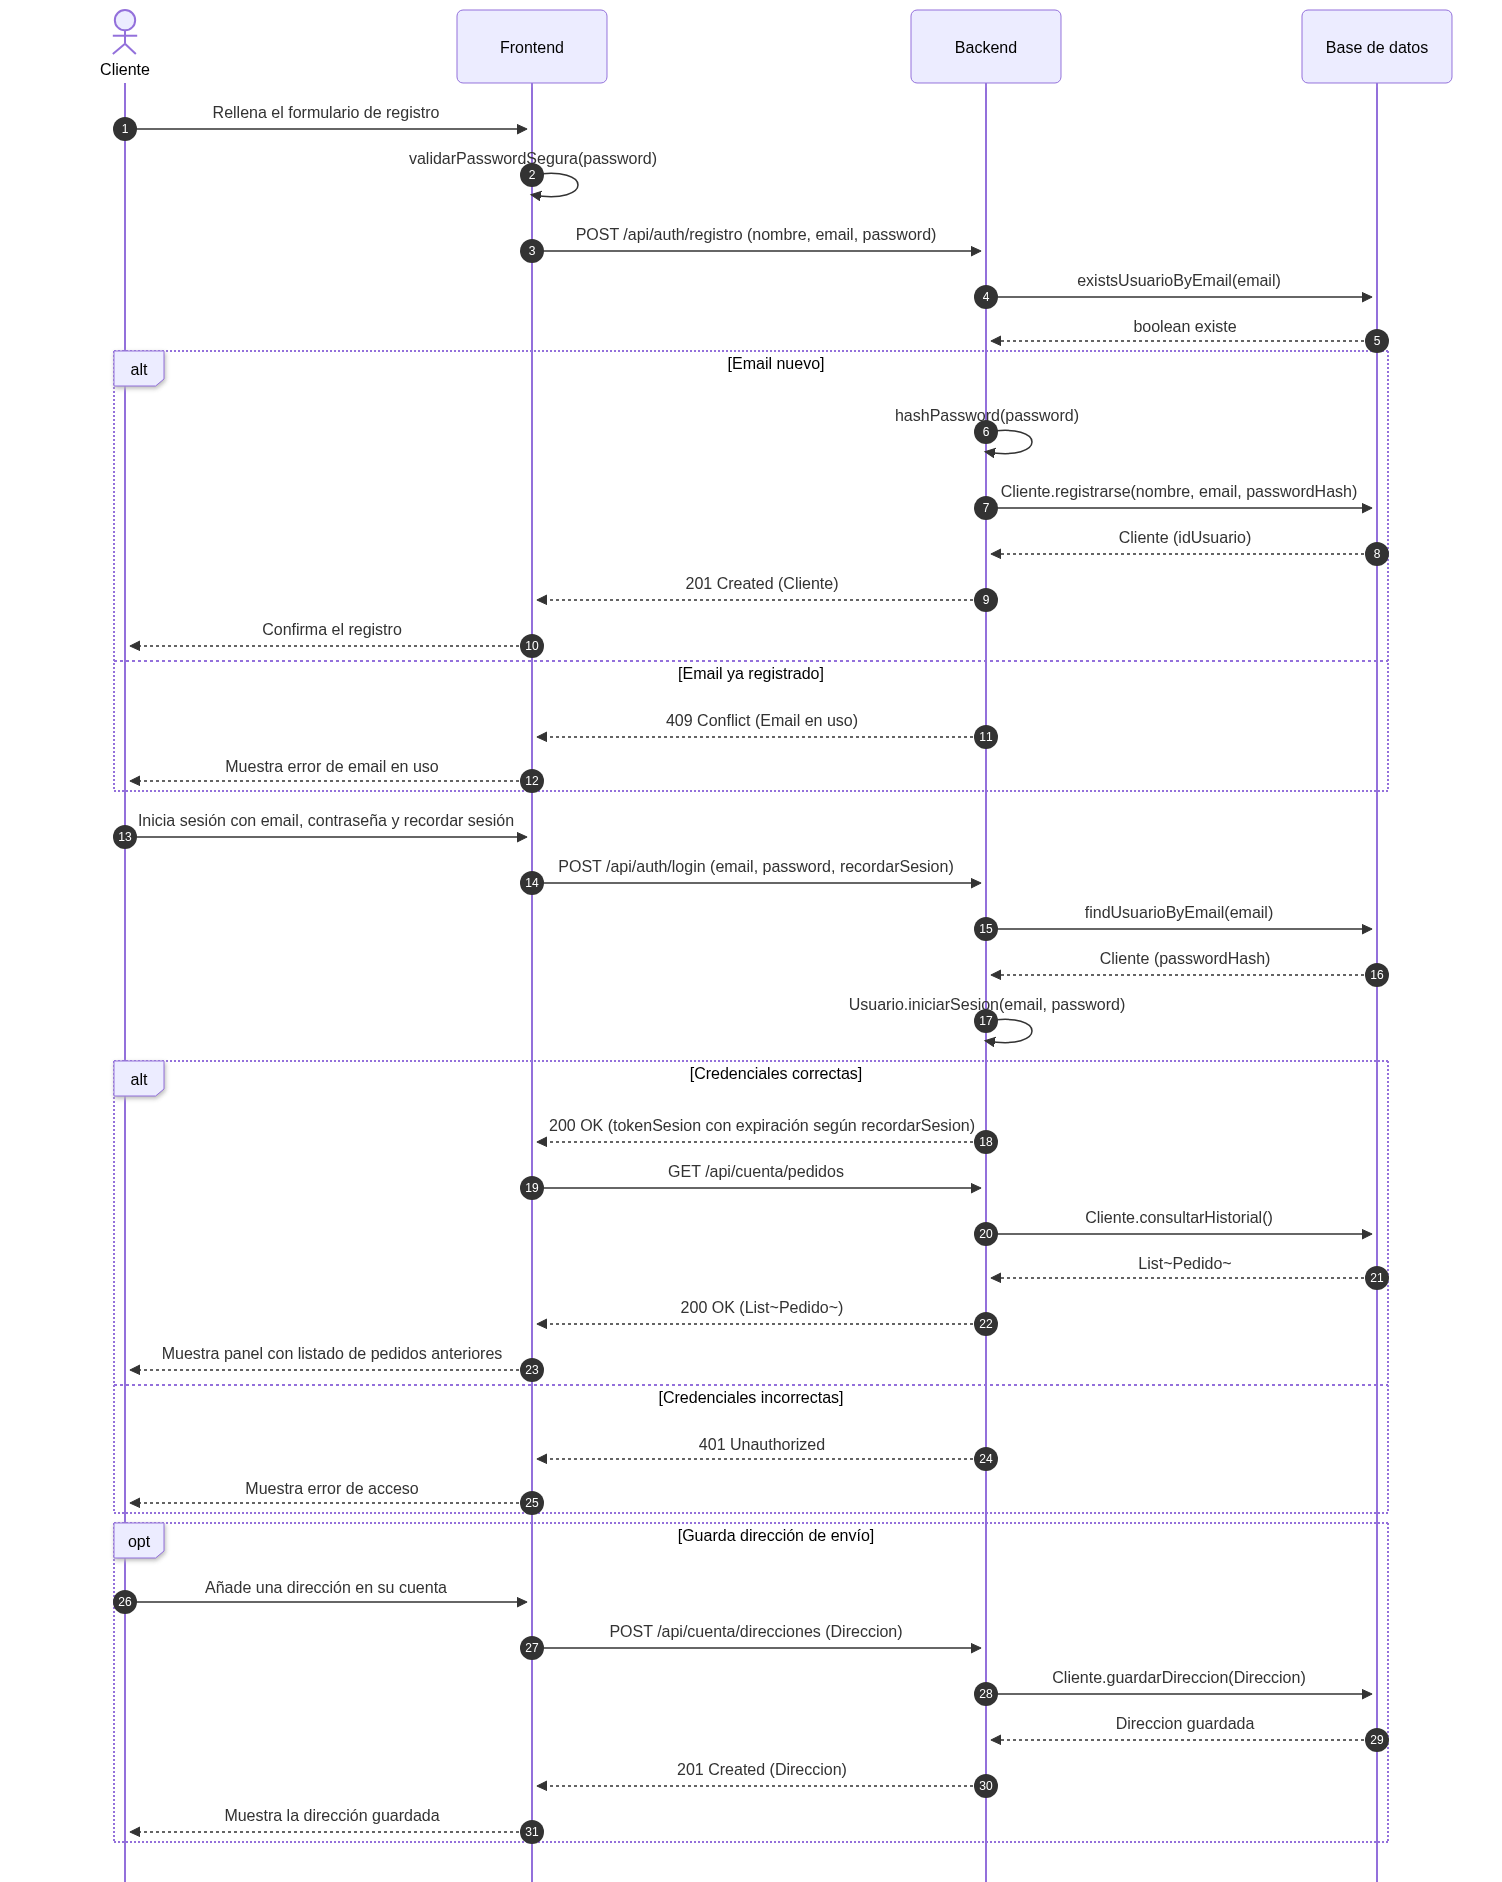 Cliente
Frontend
Backend
Base de datos
Rellena el formulario de registro
1
validarPasswordSegura(password)
2
POST /api/auth/registro (nombre, email, password)
3
existsUsuarioByEmail(email)
4
boolean existe
5
alt
[Email nuevo]
hashPassword(password)
6
Cliente.registrarse(nombre, email, passwordHash)
7
Cliente (idUsuario)
8
201 Created (Cliente)
9
Confirma el registro
10
[Email ya registrado]
409 Conflict (Email en uso)
11
Muestra error de email en uso
12
Inicia sesión con email, contraseña y recordar sesión
13
POST /api/auth/login (email, password, recordarSesion)
14
findUsuarioByEmail(email)
15
Cliente (passwordHash)
16
Usuario.iniciarSesion(email, password)
17
alt
[Credenciales correctas]
200 OK (tokenSesion con expiración según recordarSesion)
18
GET /api/cuenta/pedidos
19
Cliente.consultarHistorial()
20
List~Pedido~
21
200 OK (List~Pedido~)
22
Muestra panel con listado de pedidos anteriores
23
[Credenciales incorrectas]
401 Unauthorized
24
Muestra error de acceso
25
opt
[Guarda dirección de envío]
Añade una dirección en su cuenta
26
POST /api/cuenta/direcciones (Direccion)
27
Cliente.guardarDireccion(Direccion)
28
Direccion guardada
29
201 Created (Direccion)
30
Muestra la dirección guardada
31